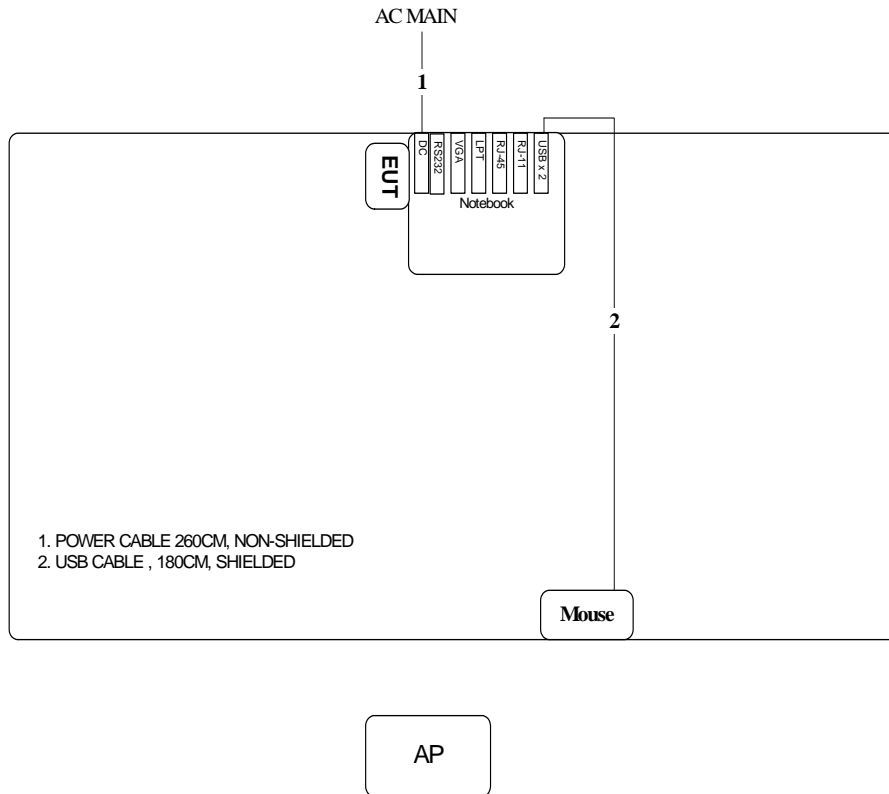 AC MAIN
1
EUT
DC
RS232
VGA
LPT
RJ-45
RJ-11
USB x 2
Notebook
2
1. POWER CABLE 260CM, NON-SHIELDED
2. USB CABLE , 180CM, SHIELDED
Mouse
AP